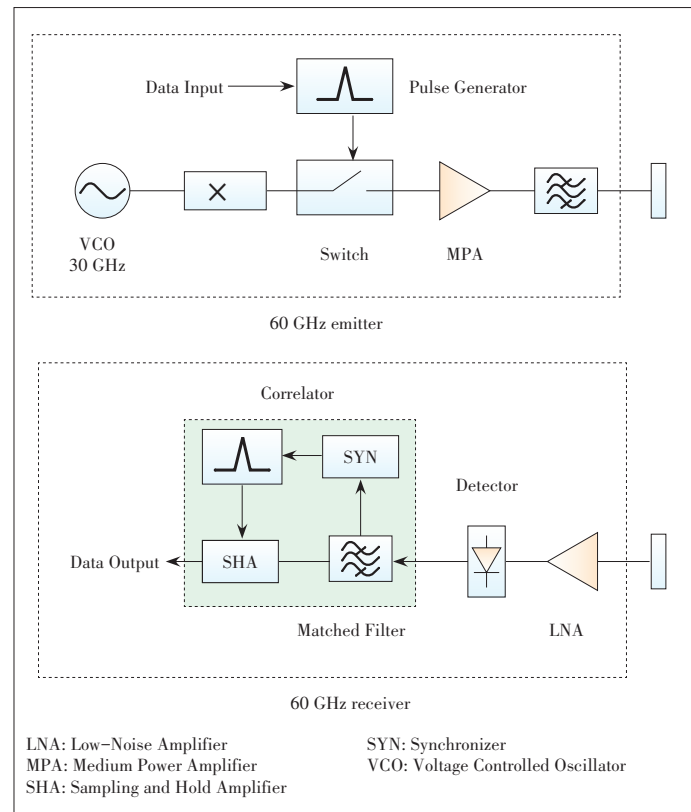 Data Input
Pulse Generator
×
VCO
30 GHz
Switch
MPA
60 GHz emitter
Correlator
SYN
Detector
Data Output
SHA
Matched Filter
LNA
60 GHz receiver
LNA: Low-Noise Amplifier
MPA: Medium Power Amplifier
SHA: Sampling and Hold Amplifier
SYN: Synchronizer
VCO: Voltage Controlled Oscillator